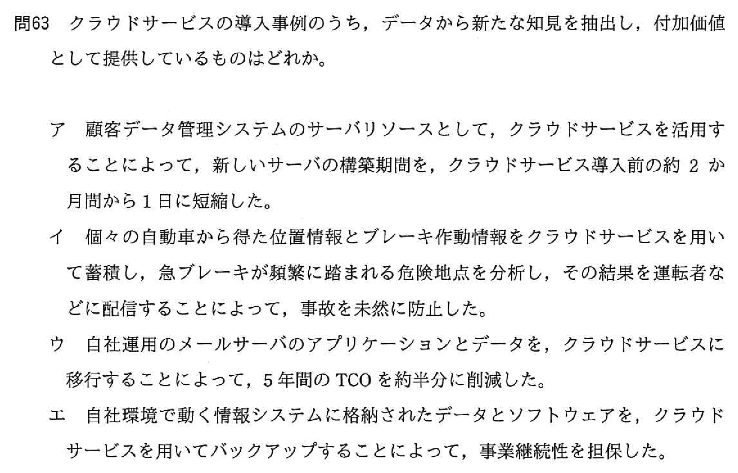 問63 クラウドサービスの導入事例のうち，データから新たな知見を抽出し，付加価値
として提供しているものはどれか。
ア 顧客データ管理システムのサーバリソースとして，クラウドサービスを活用す
ることによって，新しいサーバの構築期間を，クラウドサービス導入前の約 2 か
月間から 1 日に短縮した。
イ 個々の自動車から得た位置情報とブレーキ作動情報をクラウドサービスを用い
て蓄積し，急ブレーキが頻繁に踏まれる危険地点を分析し，その結果を運転者な
どに配信することによって，事故を未然に防止した。
ウ 自社運用のメールサーバのアプリケーションとデータを，クラウドサービスに
移行することによって，5 年間の TCO を約半分に削減した。
エ 自社環境で動く情報システムに格納されたデータとソフトウェアを，クラウド
サービスを用いてバックアップすることによって，事業継続性を担保した。